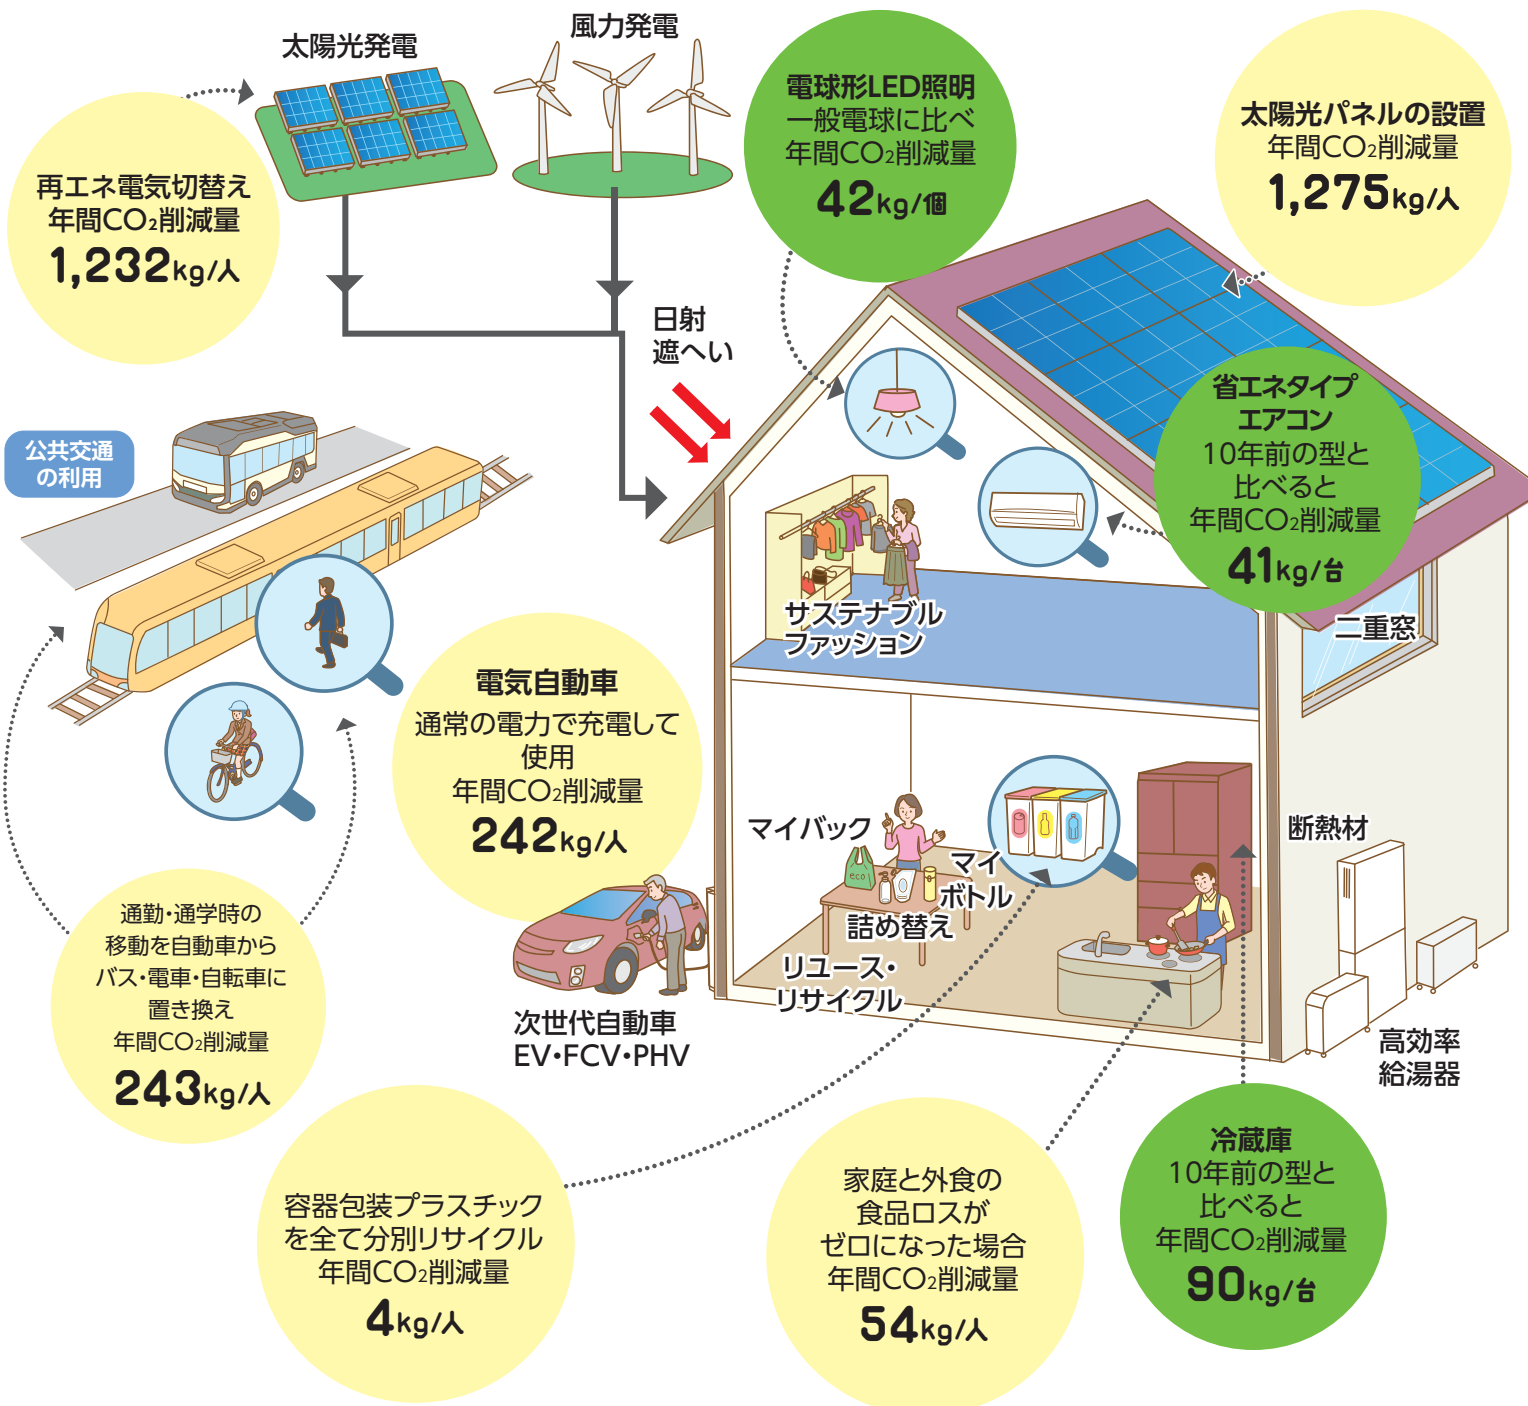 太陽光発電
風力発電
再エネ電気切替え
年間CO₂削減量
1,232kg/人
電球形LED照明
一般電球に比べ
年間CO₂削減量
42kg/個
太陽光パネルの設置
年間CO₂削減量
1,275kg/人
日射
遮へい
省エネタイプ
エアコン
10年前の型と
比べると
年間CO₂削減量
41kg/台
公共交通
の利用
サステナブル
ファッション
二重窓
電気自動車
通常の電力で充電して
使用
年間CO₂削減量
242kg/人
マイバック
eco
マイ
ボトル
詰め替え
リユース・
リサイクル
断熱材
通勤・通学時の
移動を自動車から
バス・電車・自転車に
置き換え
年間CO₂削減量
243kg/人
次世代自動車
EV・FCV・PHV
高効率
給湯器
容器包装プラスチック
を全て分別リサイクル
年間CO₂削減量
4kg/人
家庭と外食の
食品ロスが
ゼロになった場合
年間CO₂削減量
54kg/人
冷蔵庫
10年前の型と
比べると
年間CO₂削減量
90kg/台